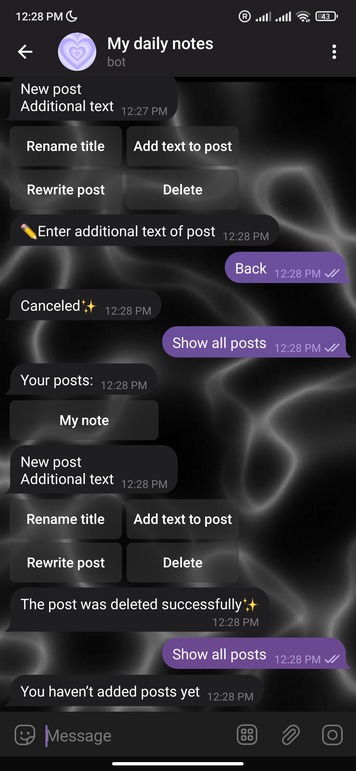 12:28 PM
R
43
My daily notes
bot
New post
Additional text 12:27 PM
Rename title Add text to post
Rewrite post Delete
✏️Enter additional text of post 12:28 PM
Back 12:28 PM
Canceled✨ 12:28 PM
Show all posts 12:28 PM
Your posts: 12:28 PM
My note
New post
Additional text 12:28 PM
Rename title Add text to post
Rewrite post Delete
The post was deleted successfully✨
12:28 PM
Show all posts 12:28 PM
You haven’t added posts yet 12:28 PM
Message